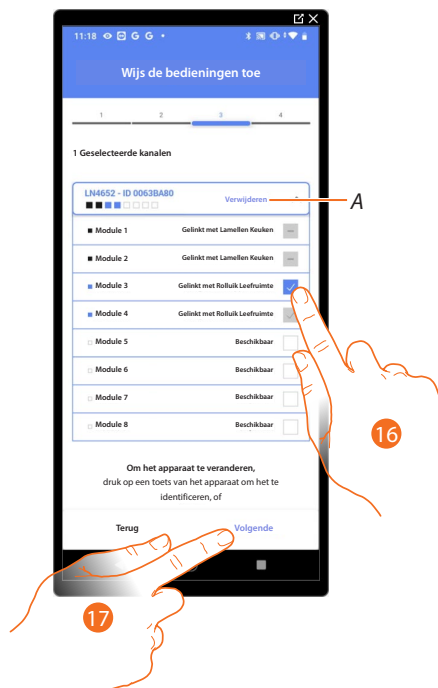 11:18 G G
Wijs de bedieningen toe
1 2 3 4
1 Geselecteerde kanalen
LN4652 - ID 0063BA80
Verwijderen
A
Module 1 Gelinkt met Lamellen Keuken
Module 2 Gelinkt met Lamellen Keuken
Module 3 Gelinkt met Rolluik Leefruimte
Module 4 Gelinkt met Rolluik Leefruimte
Module 5 Beschikbaar
Module 6 Beschikbaar
Module 7 Beschikbaar
Module 8 Beschikbaar
16
Om het apparaat te veranderen,
druk op een toets van het apparaat om het te
identificeren, of
Terug Volgende
17